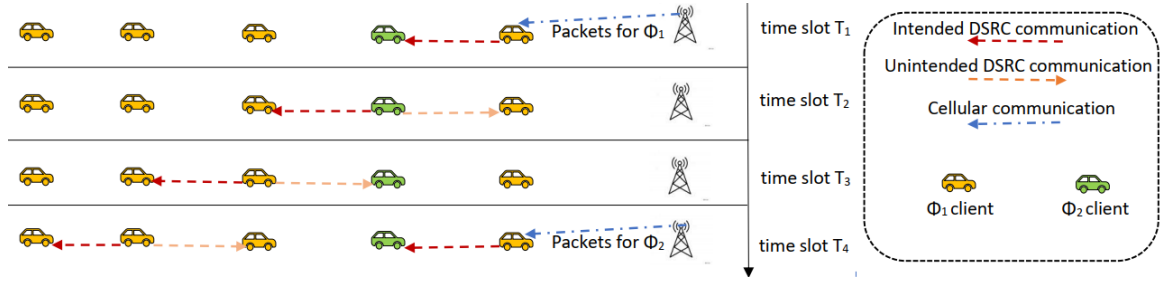 Packets for Φ1
time slot T1
time slot T2
time slot T3
Packets for Φ2
time slot T4
Intended DSRC communication
Unintended DSRC communication
Cellular communication
Φ1 client
Φ2 client